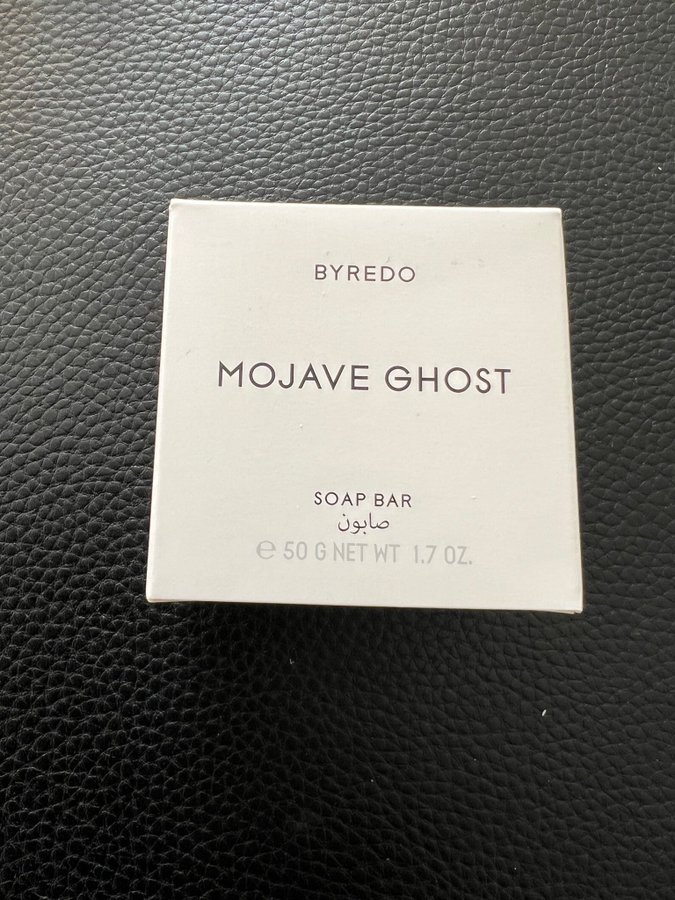 BYREDO
MOJAVE GHOST
SOAP BAR
صابون
℮ 50 G NET WT 1.7 OZ.